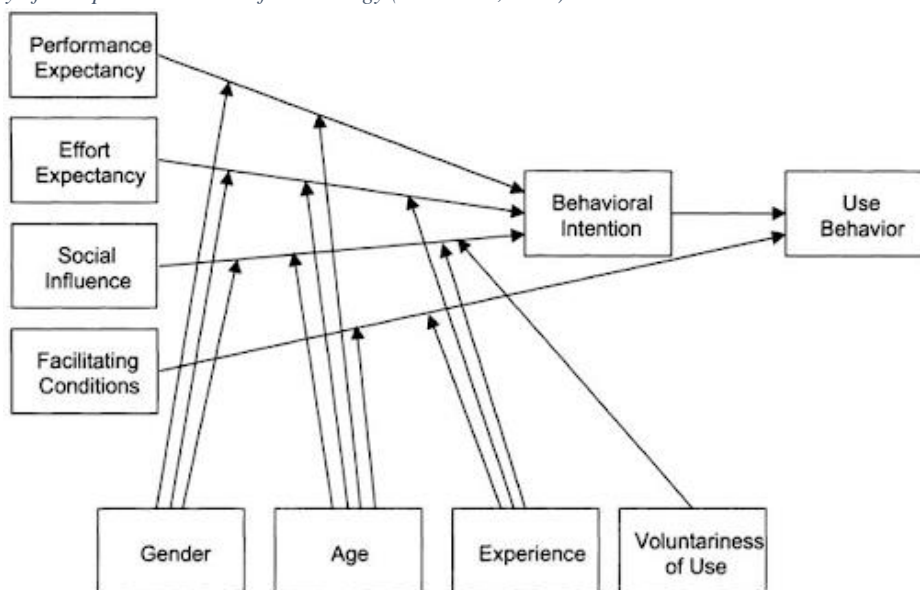 Performance
Expectancy
Effort
Expectancy
Social
Influence
Facilitating
Conditions
Behavioral
Intention
Use
Behavior
Gender
Age
Experience
Voluntariness
of Use